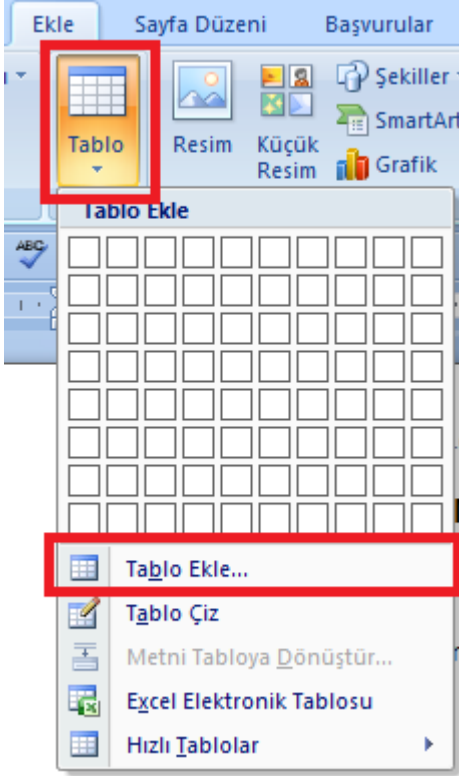 Ekle Sayfa Düzeni Başvurular
Tablo
Resim
Küçük
Resim
Şekiller
SmartArt
Grafik
Tablo Ekle
ABC
Tablo Ekle...
Tablo Çiz
Metni Tabloya Dönüştür...
Excel Elektronik Tablosu
Hızlı Tablolar